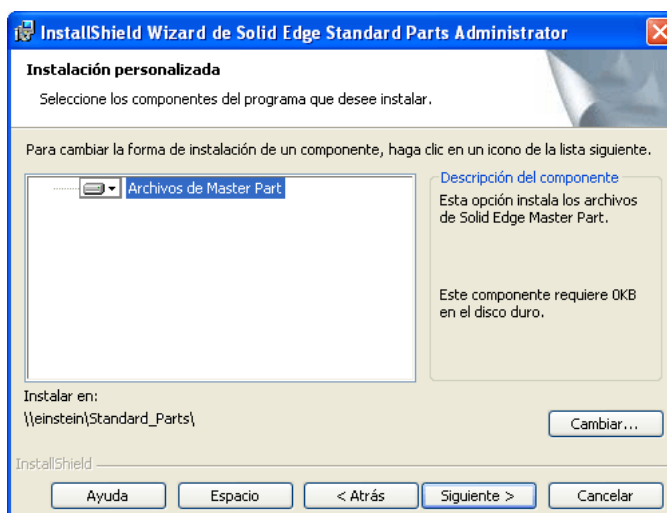 InstallShield Wizard de Solid Edge Standard Parts Administrator
Instalación personalizada
Seleccione los componentes del programa que desee instalar.
Para cambiar la forma de instalación de un componente, haga clic en un icono de la lista siguiente.
Archivos de Master Part
Descripción del componente
Esta opción instala los archivos
de Solid Edge Master Part.
Este componente requiere 0KB
en el disco duro.
Instalar en:
\\einstein\Standard_Parts\
Cambiar...
InstallShield
Ayuda
Espacio
< Atrás
Siguiente >
Cancelar